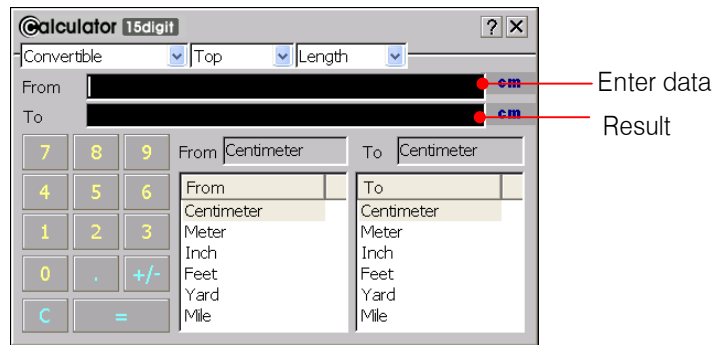 Calculator 15digit ? X
Convertible Top Length
From cm Enter data
To cm Result
7 8 9 From Centimeter To Centimeter
4 5 6 From To
Centimeter Centimeter
1 2 3 Meter Meter
Inch Inch
0 . +/- Feet Feet
Yard Yard
C = Mile Mile